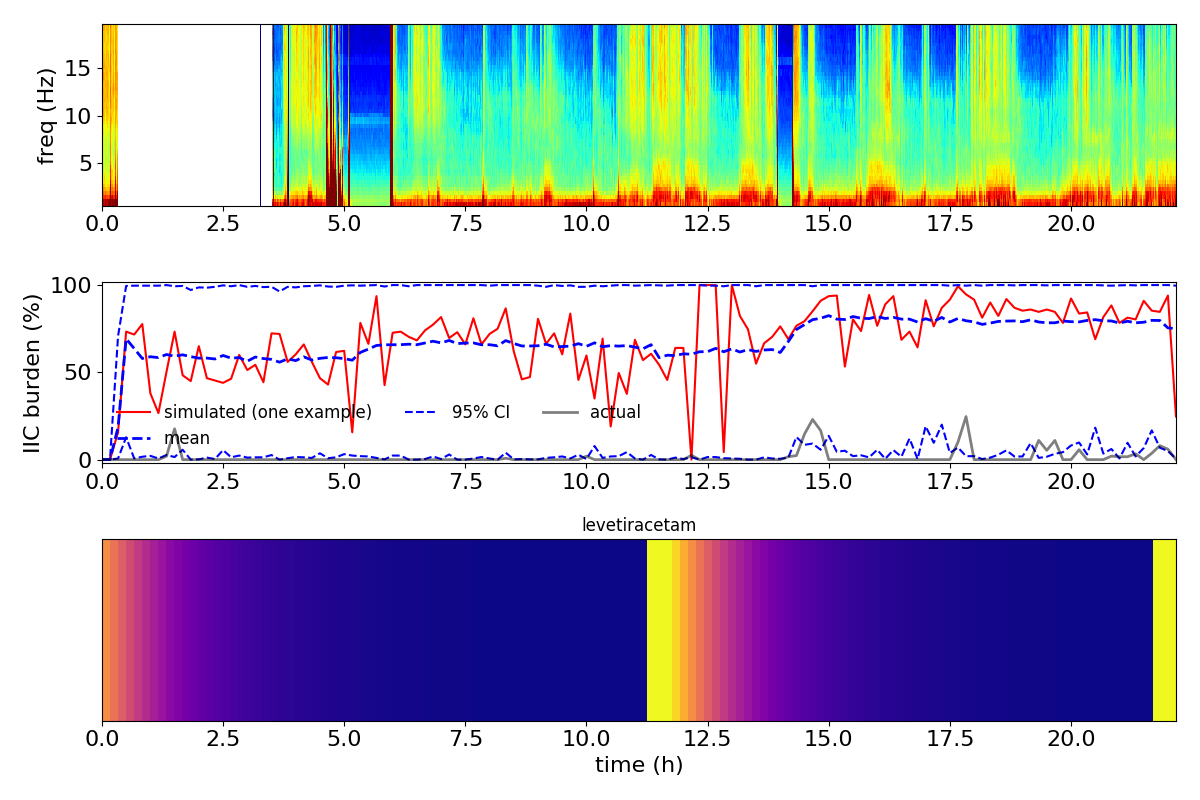 freq (Hz)
15
10
5
0.0 2.5 5.0 7.5 10.0 12.5 15.0 17.5 20.0
IIC burden (%)
100
50
0
simulated (one example) 95% CI actual
mean
0.0 2.5 5.0 7.5 10.0 12.5 15.0 17.5 20.0
levetiracetam
0.0 2.5 5.0 7.5 10.0 12.5 15.0 17.5 20.0
time (h)